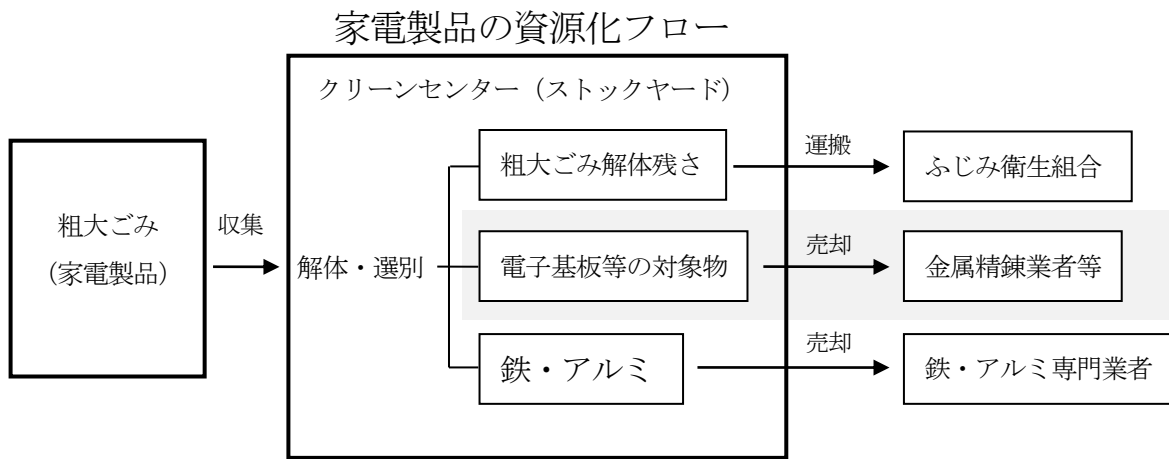 家電製品の資源化フロー
クリーンセンター（ストックヤード）
粗大ごみ
（家電製品）
収集
解体・選別
粗大ごみ解体残さ
運搬
ふじみ衛生組合
電子基板等の対象物
売却
金属精錬業者等
鉄・アルミ
売却
鉄・アルミ専門業者